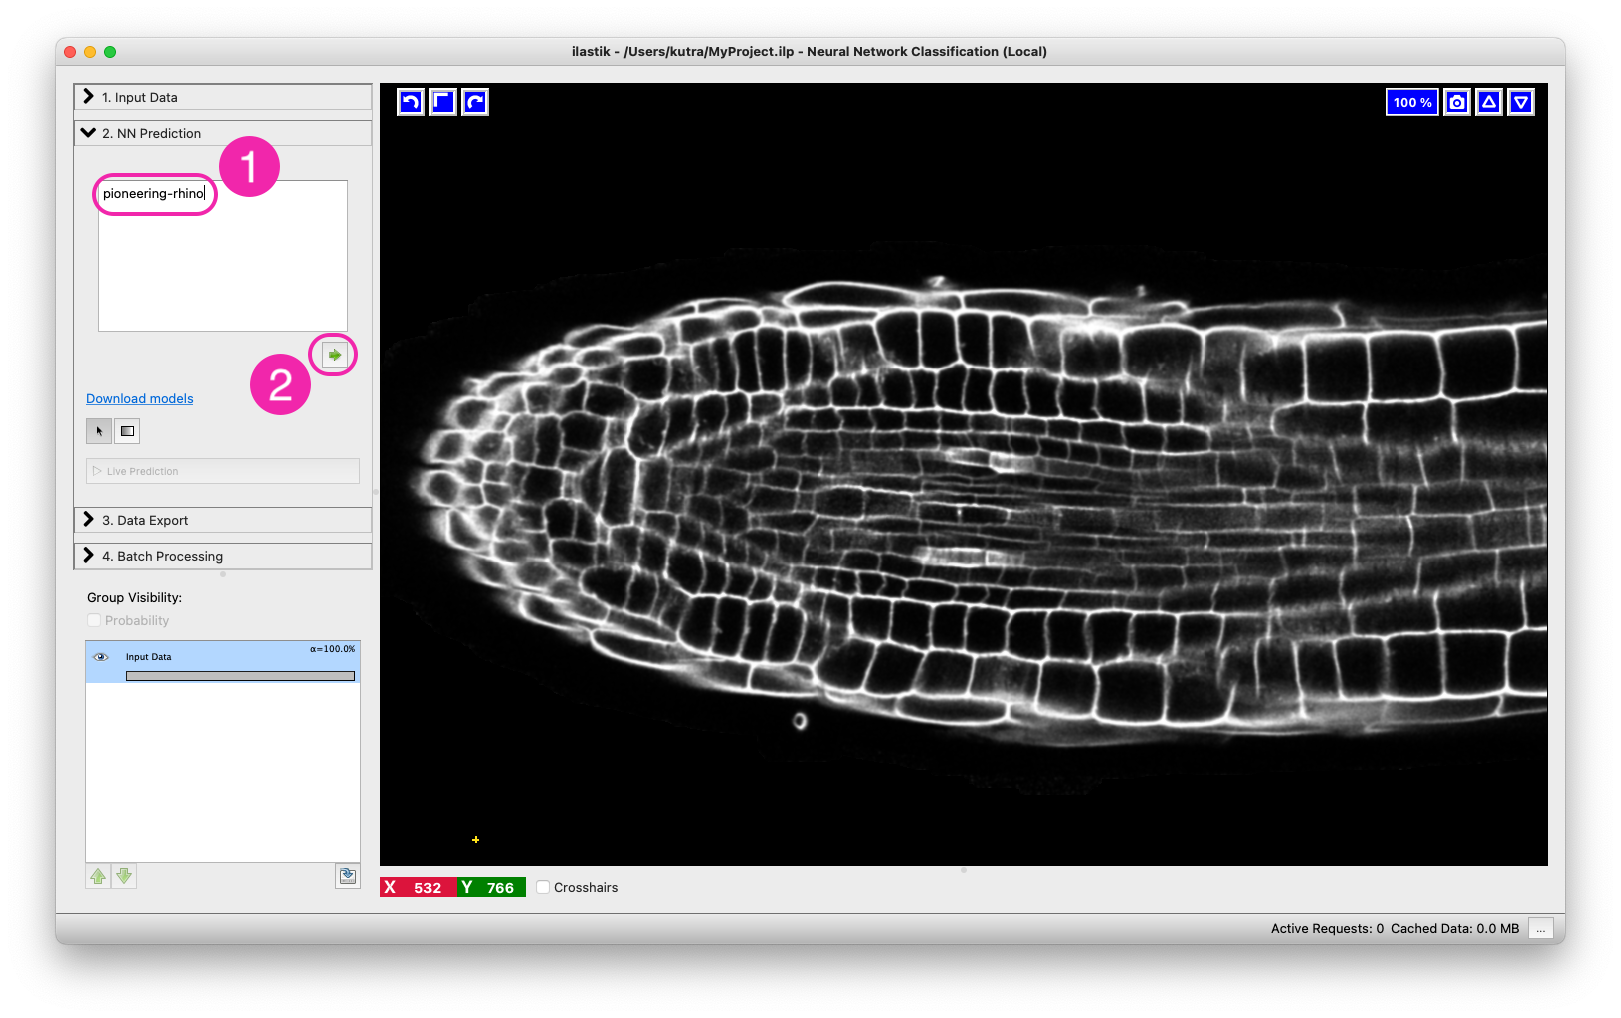 ilastik - /Users/kutra/MyProject.ilp - Neural Network Classification (Local)
1. Input Data
2. NN Prediction
1
pioneering-rhino
2
Download models
Live Prediction
3. Data Export
4. Batch Processing
Group Visibility:
Probability
α=100.0%
Input Data
100 %
X 532 Y 766 Crosshairs
Active Requests: 0 Cached Data: 0.0 MB ...